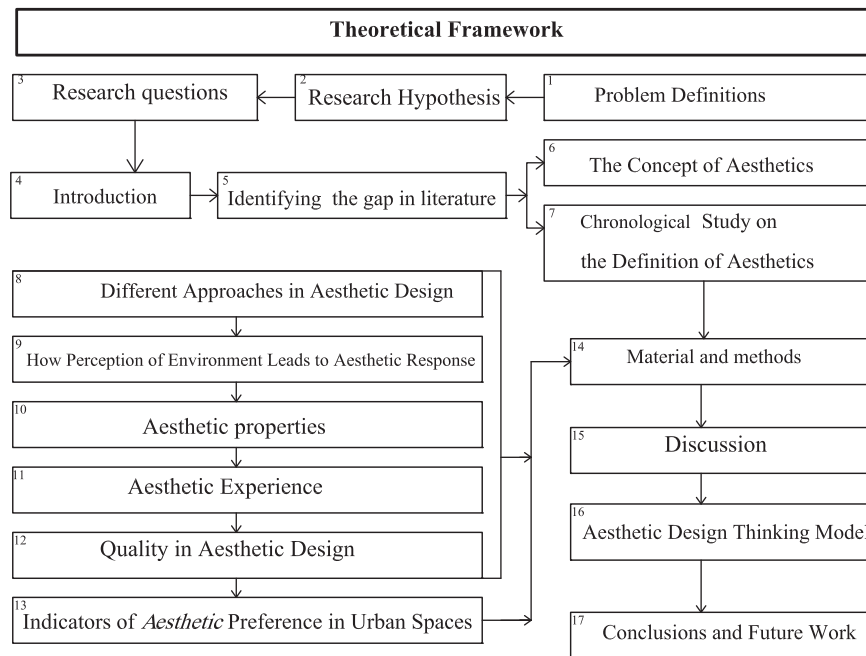 Theoretical Framework
3
Research questions
2
Research Hypothesis
1
Problem Definitions
4
Introduction
5
Identifying the gap in literature
6
The Concept of Aesthetics
7
Chronological Study on
the Definition of Aesthetics
8
Different Approaches in Aesthetic Design
9
How Perception of Environment Leads to Aesthetic Response
10
Aesthetic properties
11
Aesthetic Experience
12
Quality in Aesthetic Design
13
Indicators of Aesthetic Preference in Urban Spaces
14
Material and methods
15
Discussion
16
Aesthetic Design Thinking Model
17
Conclusions and Future Work